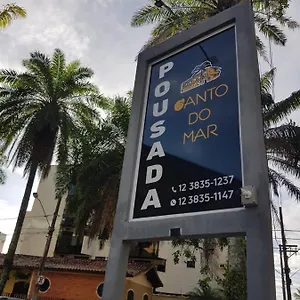 POUSADA
CANTO
DO
MAR
12 3835-1237
12 3835-1147